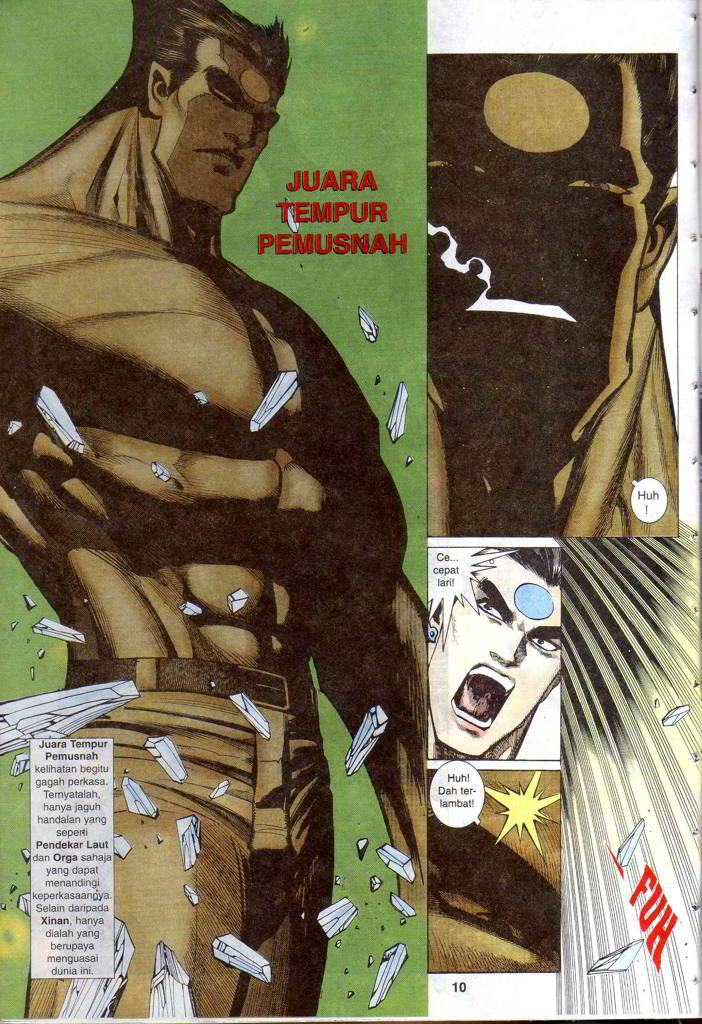 JUARA
TEMPUR
PEMUSNAH
Huh
!
Ce...
cepat
lari!
Huh!
Dah ter-
lambat!
FUH
Juara Tempur
Pemusnah
kelihatan begitu
gagah perkasa.
Ternyatalah,
hanya jaguh
handalan yang
seperti
Pendekar Laut
dan Orga sahaja
yang dapat
menandingi
keperkasaannya.
Selain daripada
Xinan, hanya
dialah yang
berupaya
menguasai
dunia ini.
10